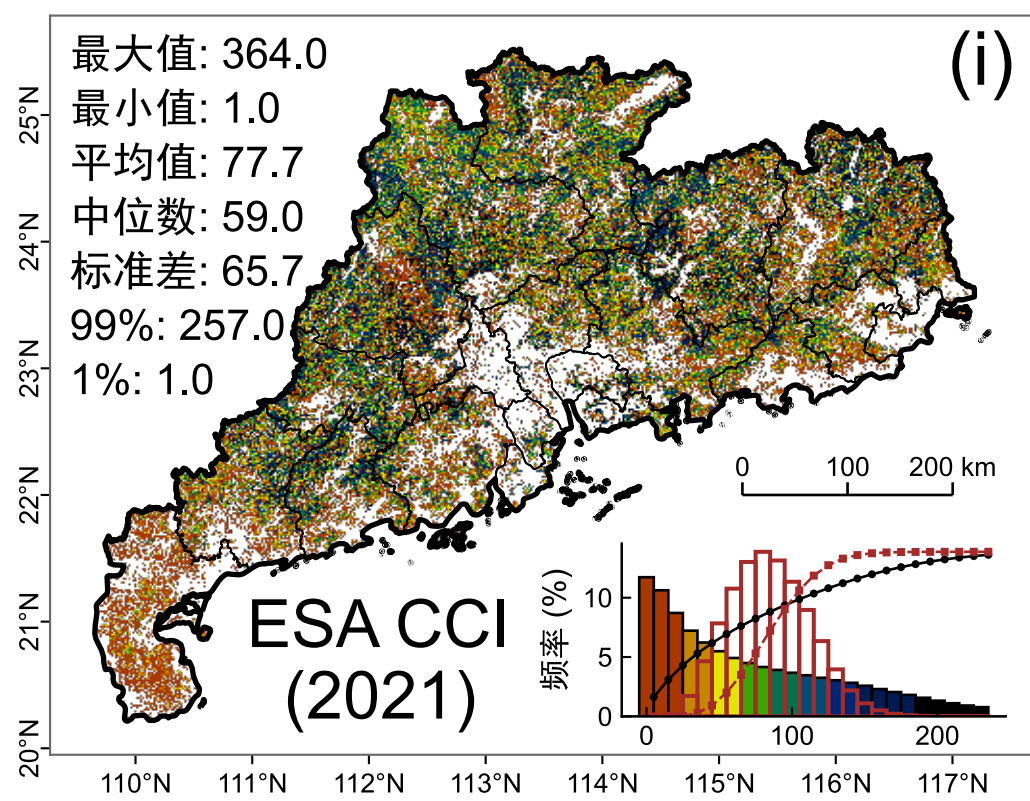 (i)
最大值: 364.0
最小值: 1.0
平均值: 77.7
中位数: 59.0
标准差: 65.7
99%: 257.0
1%: 1.0
25°N
24°N
23°N
22°N
21°N
20°N
0 100 200 km
ESA CCI
(2021)
频率 (%)
10
5
0
0 100 200
110°N 111°N 112°N 113°N 114°N 115°N 116°N 117°N